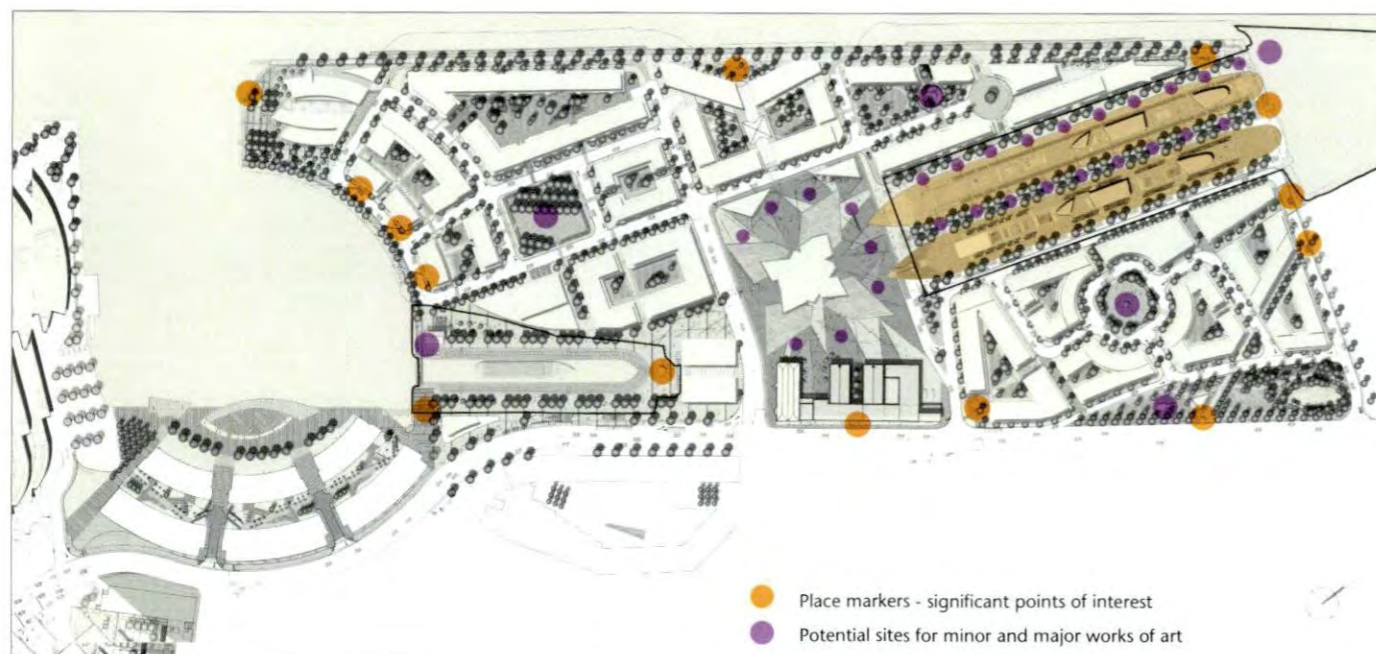 Place markers - significant points of interest
Potential sites for minor and major works of art